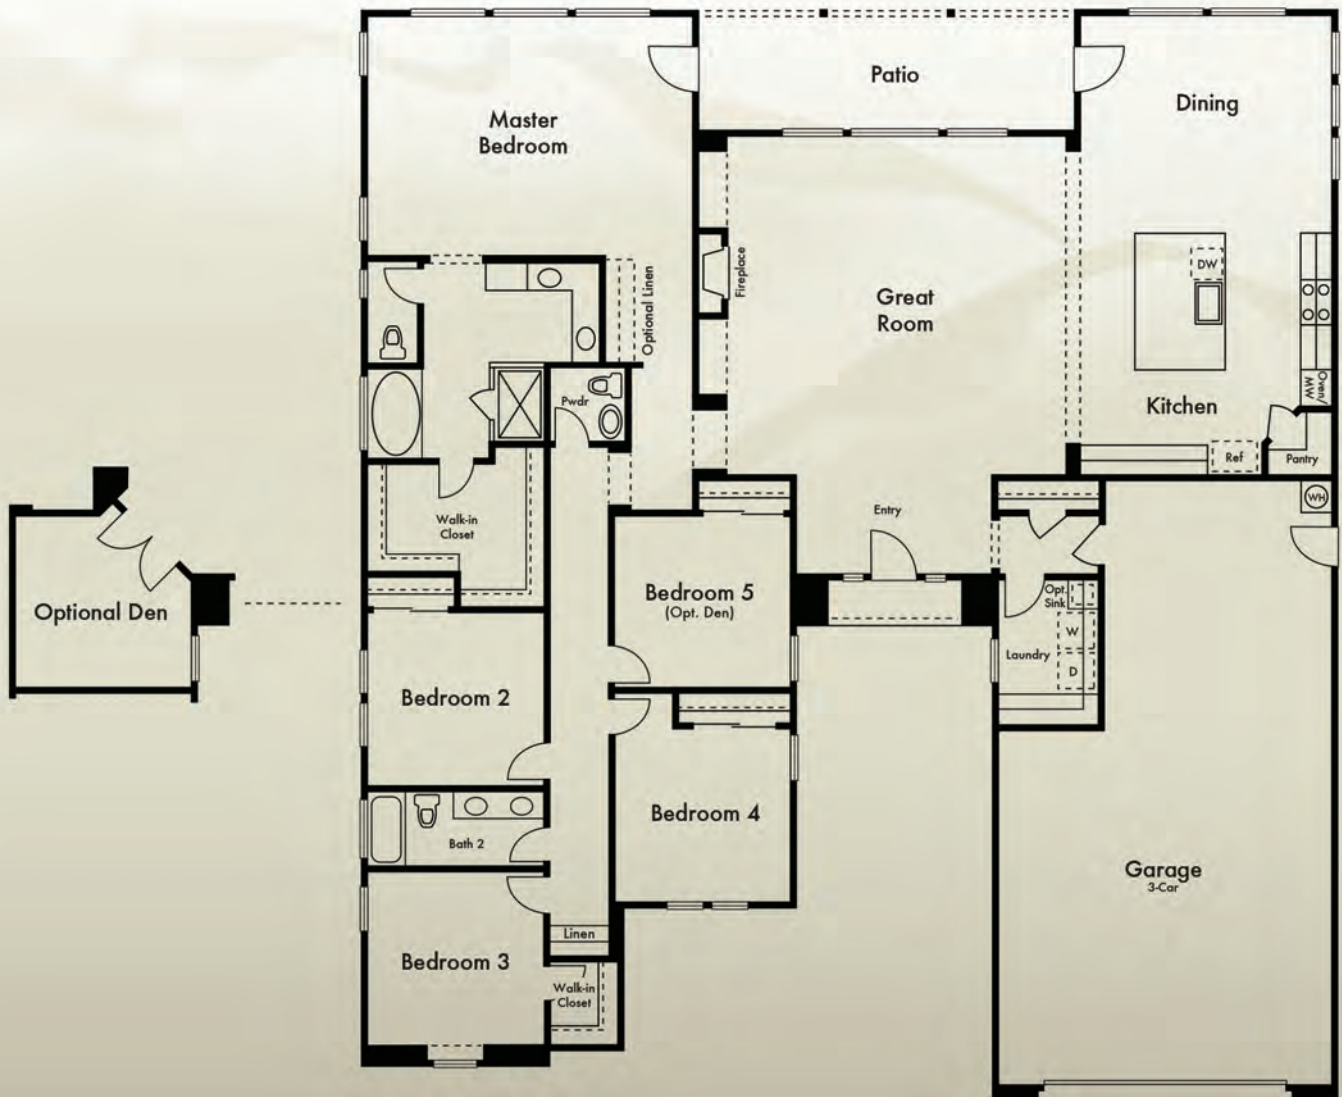 Patio
Dining
Master
Bedroom
Optional Linen
Fireplace
Great
Room
DW
Oven/
MW
Kitchen
Pwdr
Ref
Pantry
WH
Walk-in
Closet
Entry
Optional Den
Bedroom 5
(Opt. Den)
Opt.
Sink
W
Laundry
D
Bedroom 2
Bedroom 4
Bath 2
Garage
3-Car
Linen
Bedroom 3
Walk-in
Closet